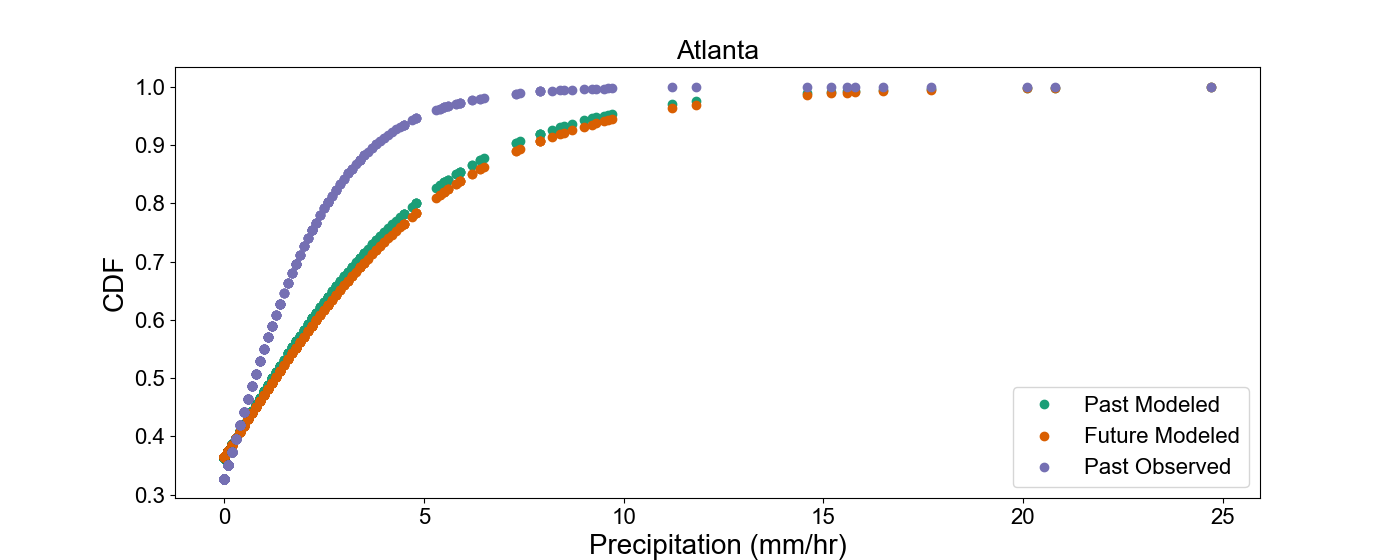 Atlanta
1.0
0.9
0.8
0.7
0.6
0.5
0.4
0.3
CDF
0 5 10 15 20 25
Precipitation (mm/hr)
Past Modeled
Future Modeled
Past Observed